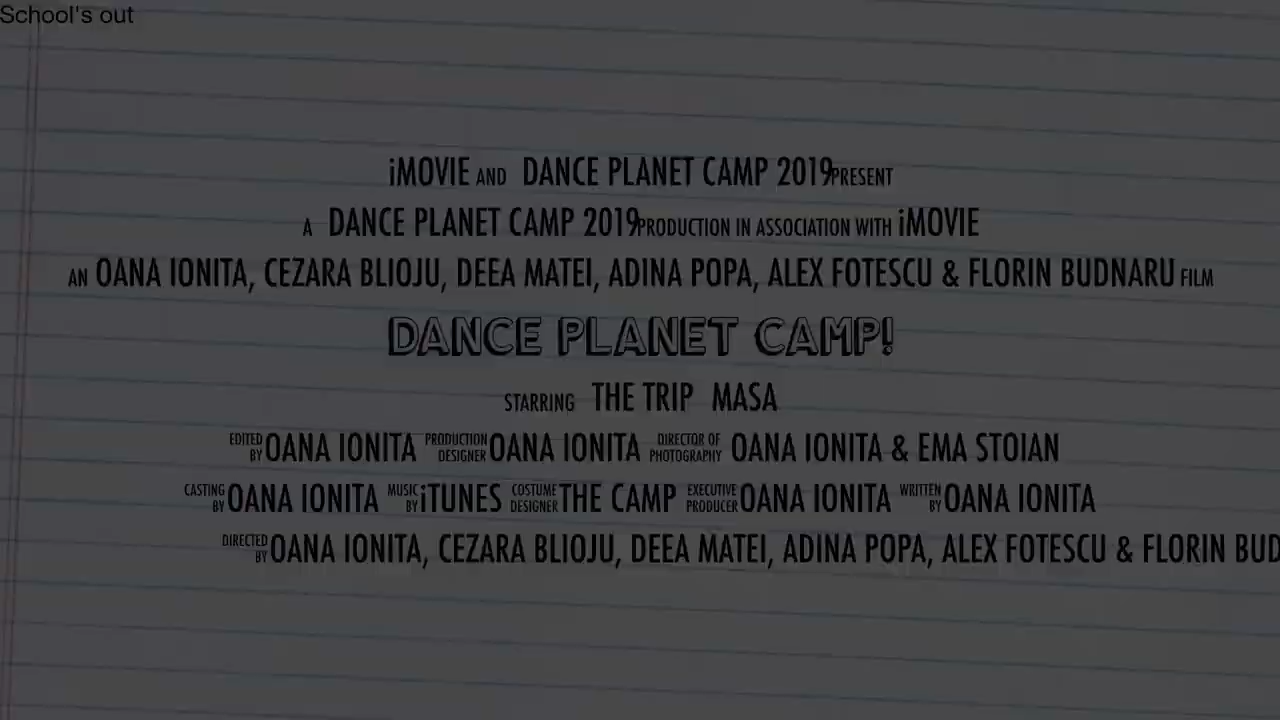 School's out
iMOVIE AND DANCE PLANET CAMP 2019 PRESENT
A DANCE PLANET CAMP 2019 PRODUCTION IN ASSOCIATION WITH iMOVIE
AN OANA IONITA, CEZARA BLIOJU, DEEA MATEI, ADINA POPA, ALEX FOTESCU & FLORIN BUDNARU FILM
DANCE PLANET CAMP!
STARRING THE TRIP MASA
EDITED BY OANA IONITA PRODUCTION DESIGNER OANA IONITA DIRECTOR OF PHOTOGRAPHY OANA IONITA & EMA STOIAN
CASTING BY OANA IONITA MUSIC BY iTUNES COSTUME DESIGNER THE CAMP EXECUTIVE PRODUCER OANA IONITA WRITTEN BY OANA IONITA
DIRECTED BY OANA IONITA, CEZARA BLIOJU, DEEA MATEI, ADINA POPA, ALEX FOTESCU & FLORIN BUD